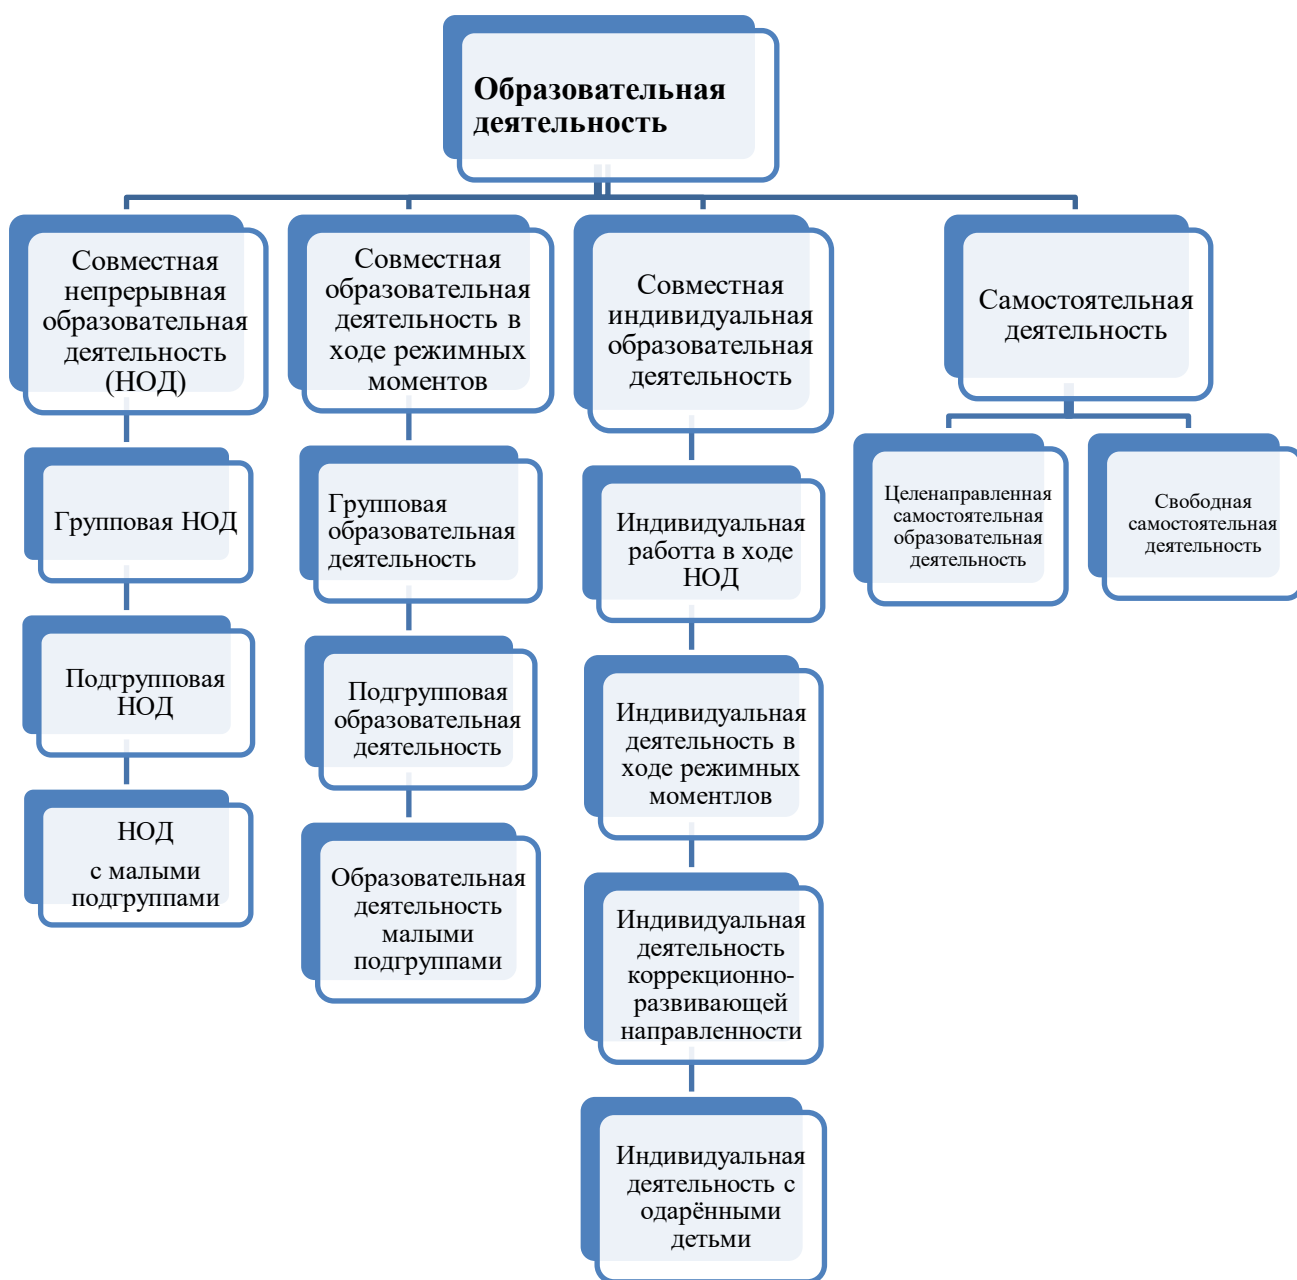 Образовательная
деятельность
Совместная
непрерывная
образовательная
деятельность
(НОД)
Групповая НОД
Подгрупповая
НОД
НОД
с малыми
подгруппами
Совместная
образовательная
деятельность в
ходе режимных
моментов
Групповая
образовательная
деятельность
Подгрупповая
образовательная
деятельность
Образовательная
деятельность
малыми
подгруппами
Совместная
индивидуальная
образовательная
деятельность
Индивидуальная
работта в ходе
НОД
Индивидуальная
деятельность в
ходе режимных
моментлов
Индивидуальная
деятельность
коррекционно-
развивающей
направленности
Индивидуальная
деятельность с
одарёнными
детьми
Самостоятельная
деятельность
Целенаправленная
самостоятельная
образовательная
деятельность
Свободная
самостоятельная
деятельность